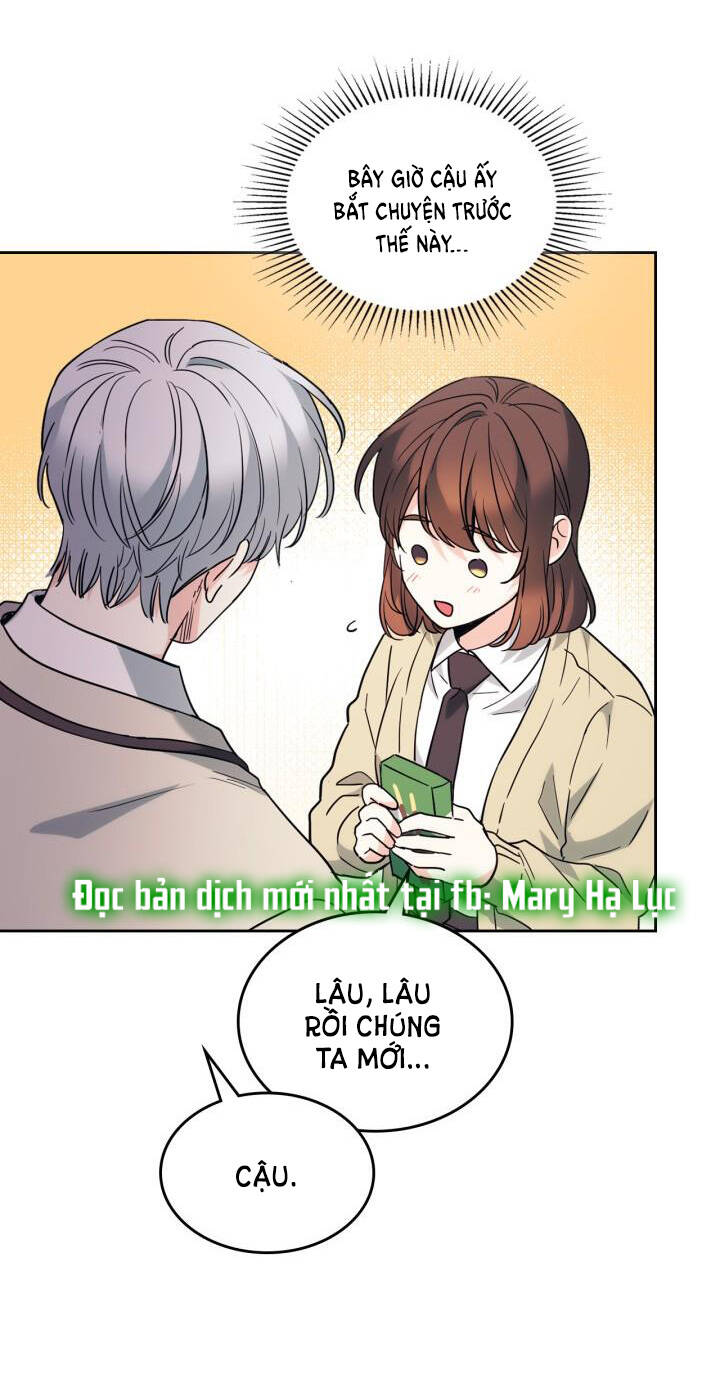 BÂY GIỜ CẬU ẤY
BẮT CHUYỆN TRƯỚC
THẾ NÀY...
Đọc bản dịch mới nhất tại fb: Mary Hạ Lục
LÂU, LÂU
RỒI CHÚNG
TA MỚI...
CẬU.